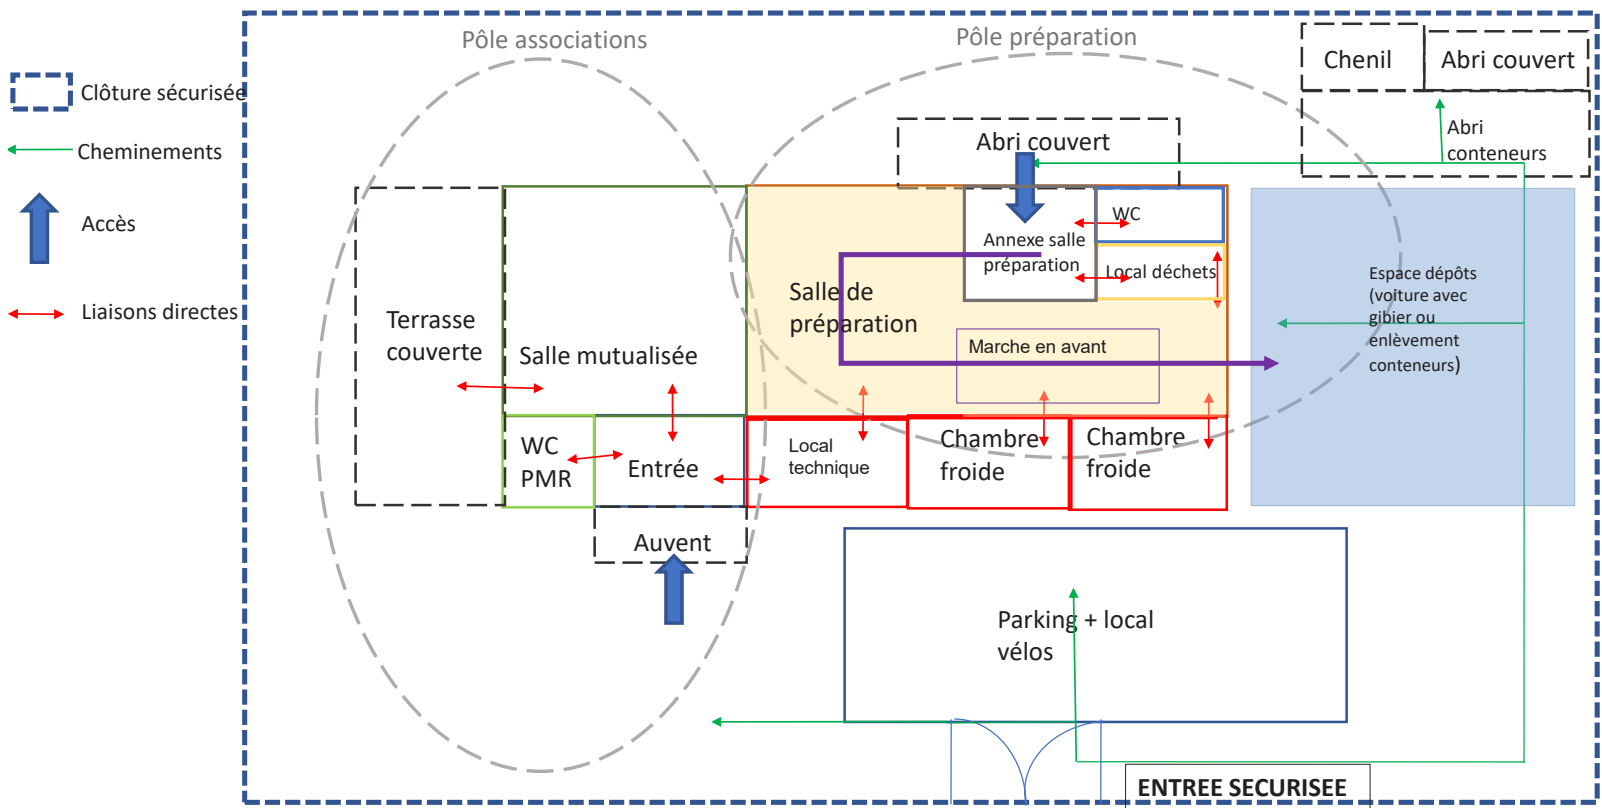 Pôle associations
Pôle préparation
Chenil
Abri couvert
Clôture sécurisée
Cheminements
Accès
Liaisons directes
Abri couvert
Abri
conteneurs
WC
Annexe salle
préparation
Local déchets
Espace dépôts
(voiture avec
gibier ou
enlèvement
conteneurs)
Salle de
préparation
Terrasse
couverte
Salle mutualisée
Marche en avant
WC
PMR
Entrée
Local
technique
Chambre
froide
Chambre
froide
Auvent
Parking + local
vélos
ENTREE SECURISEE